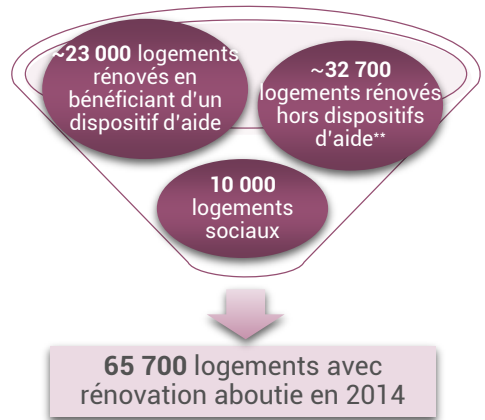 ~23 000 logements
rénovés en
bénéficiant d'un
dispositif d'aide
~32 700
logements rénovés
hors dispositifs
d'aide**
10 000
logements
sociaux
65 700 logements avec
rénovation aboutie en 2014